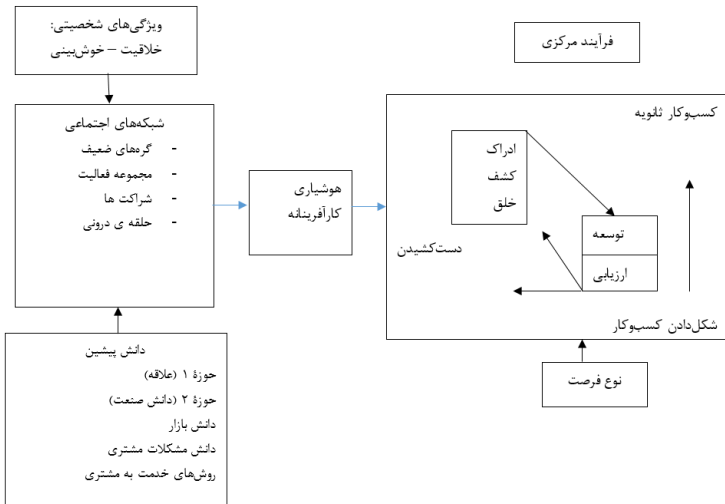 ویژگی‌های شخصیتی:
خلاقیت – خوش‌بینی
شبکه‌های اجتماعی
- گره‌های ضعیف
- مجموعه فعالیت
- شراکت ها
- حلقه ی درونی
دانش پیشین
حوزهٔ ۱ (علاقه)
حوزهٔ ۲ (دانش صنعت)
دانش بازار
دانش مشکلات مشتری
روش‌های خدمت به مشتری
هوشیاری
کارآفرینانه
فرآیند مرکزی
کسب‌وکار ثانویه
ادراک
کشف
خلق
توسعه
ارزیابی
دست‌کشیدن
شکل‌دادن کسب‌وکار
نوع فرصت